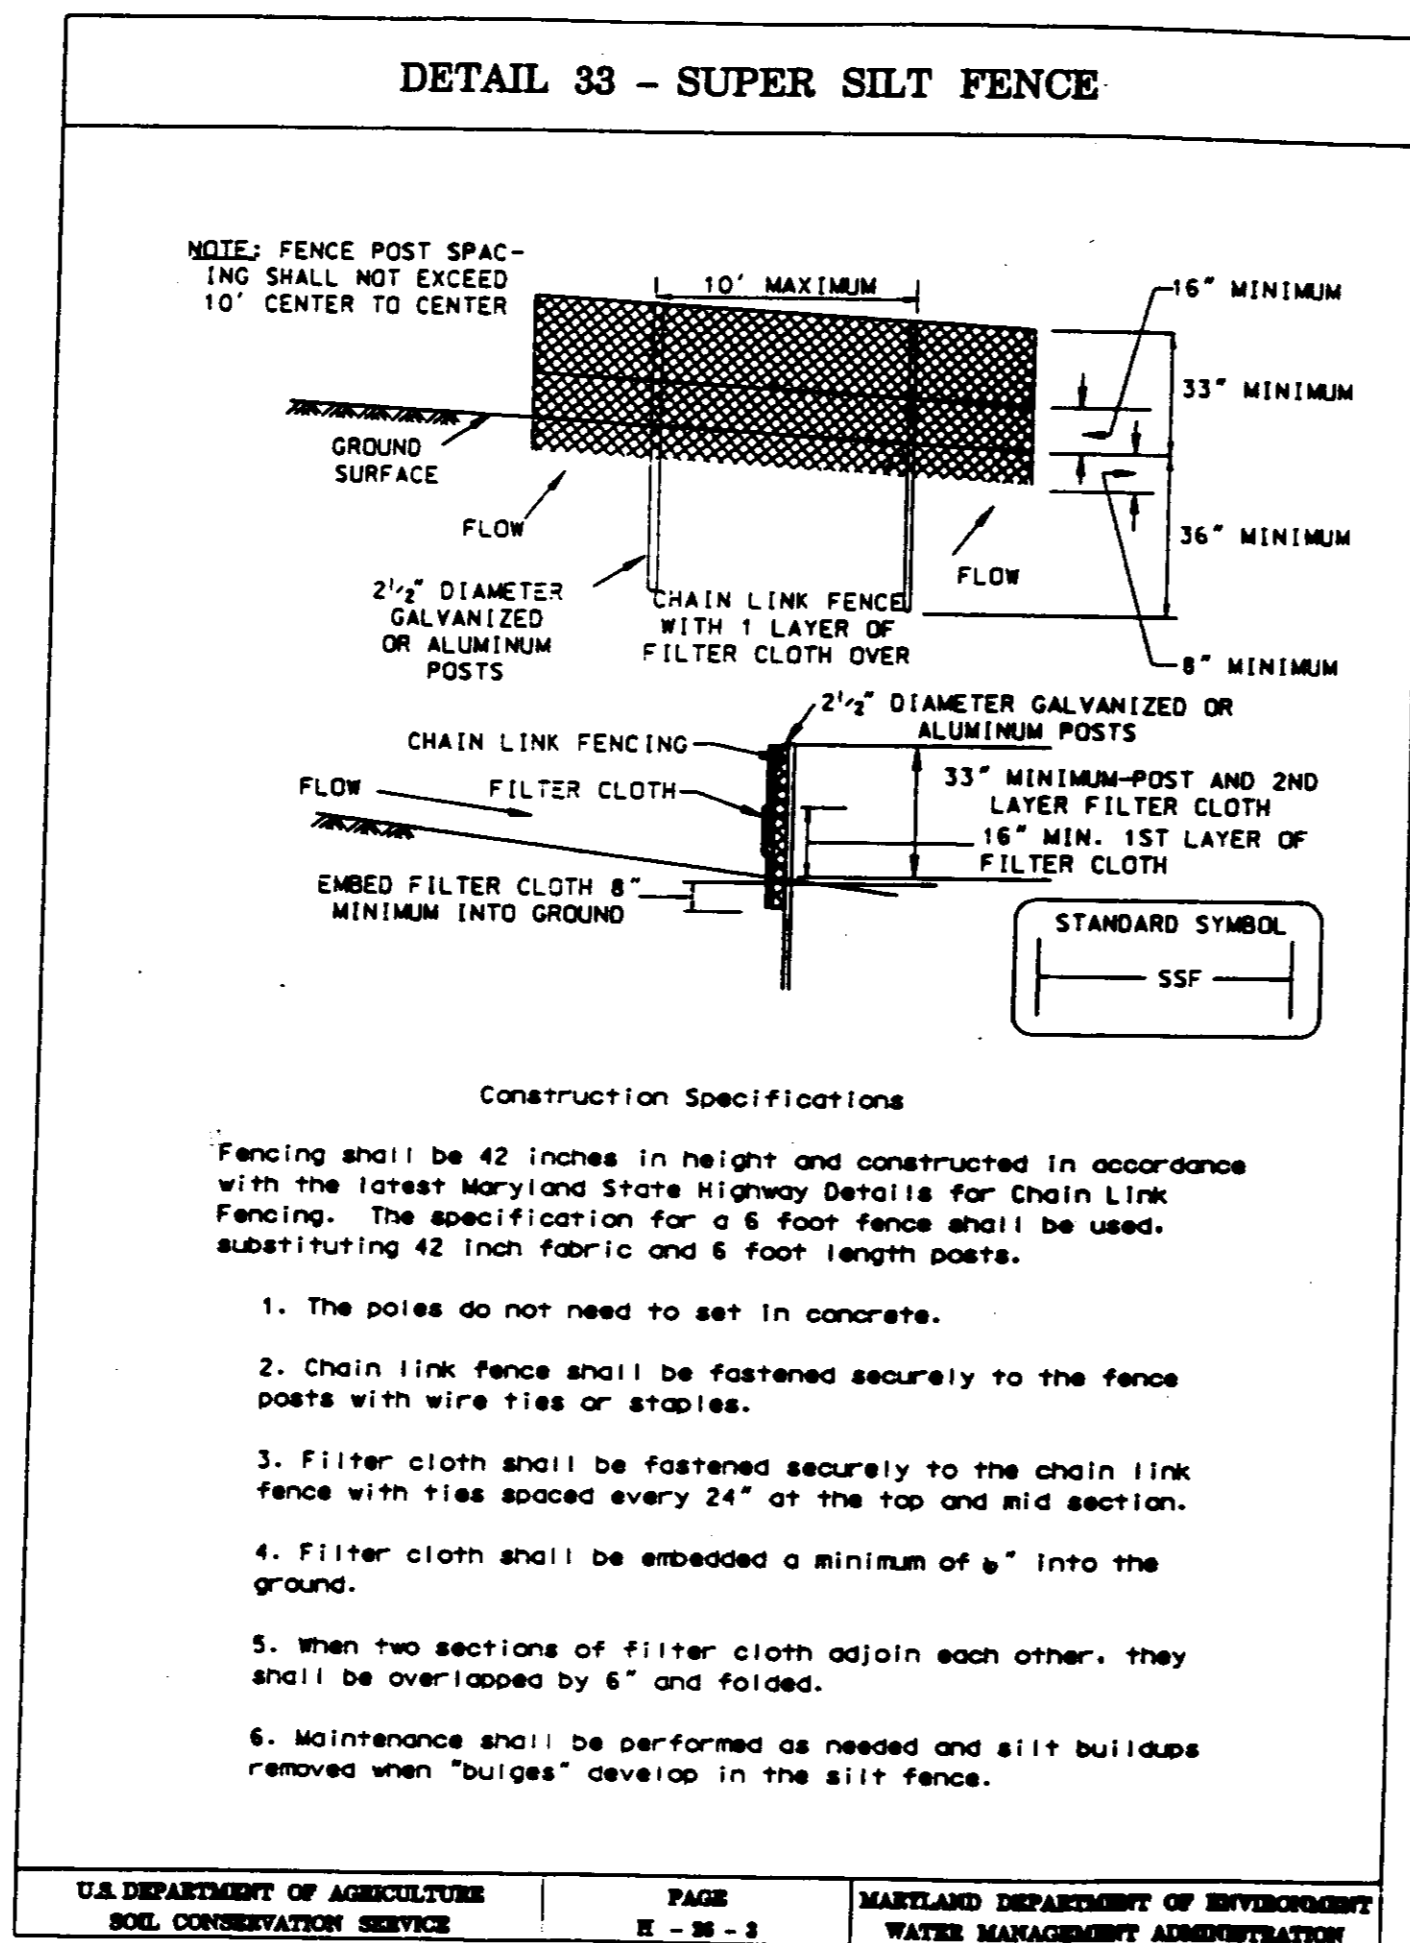 DETAIL 33 - SUPER SILT FENCE
NOTE: FENCE POST SPAC-
ING SHALL NOT EXCEED
10' CENTER TO CENTER
10' MAXIMUM
16" MINIMUM
33" MINIMUM
GROUND
SURFACE
FLOW
36" MINIMUM
FLOW
2 1/2" DIAMETER
GALVANIZED
OR ALUMINUM
POSTS
CHAIN LINK FENCE
WITH 1 LAYER OF
FILTER CLOTH OVER
8" MINIMUM
2 1/2" DIAMETER GALVANIZED OR
ALUMINUM POSTS
CHAIN LINK FENCING
FLOW
FILTER CLOTH
33" MINIMUM-POST AND 2ND
LAYER FILTER CLOTH
16" MIN. 1ST LAYER OF
FILTER CLOTH
EMBED FILTER CLOTH 8"
MINIMUM INTO GROUND
STANDARD SYMBOL
SSF
Construction Specifications
Fencing shall be 42 inches in height and constructed in accordance
with the latest Maryland State Highway Details for Chain Link
Fencing. The specification for a 6 foot fence shall be used.
substituting 42 inch fabric and 6 foot length posts.
1. The poles do not need to set in concrete.
2. Chain link fence shall be fastened securely to the fence
posts with wire ties or staples.
3. Filter cloth shall be fastened securely to the chain link
fence with ties spaced every 24" at the top and mid section.
4. Filter cloth shall be embedded a minimum of " into the
ground.
5. When two sections of filter cloth adjoin each other, they
shall be overlapped by 6" and folded.
6. Maintenance shall be performed as needed and silt buildups
removed when "bulges" develop in the silt fence.
U.S. DEPARTMENT OF AGRICULTURE
SOIL CONSERVATION SERVICE
PAGE
H - 26 - 3
MARYLAND DEPARTMENT OF ENVIRONMENT
WATER MANAGEMENT ADMINISTRATION